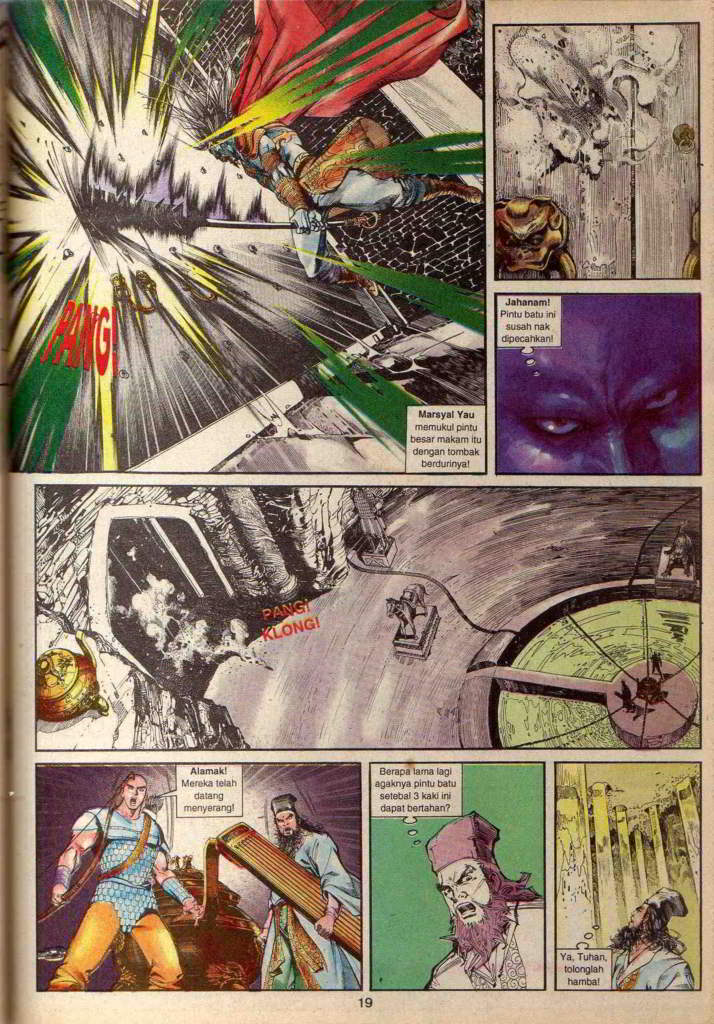 PANG!
Marsyal Yau
memukul pintu
besar makam itu
dengan tombak
berdurinya!
Jahanam!
Pintu batu ini
susah nak
dipecahkan!
PANG!
KLONG!
Alamak!
Mereka telah
datang
menyerang!
Berapa lama lagi
agaknya pintu batu
setebal 3 kaki ini
dapat bertahan?
Ya, Tuhan,
tolonglah
hamba!
19